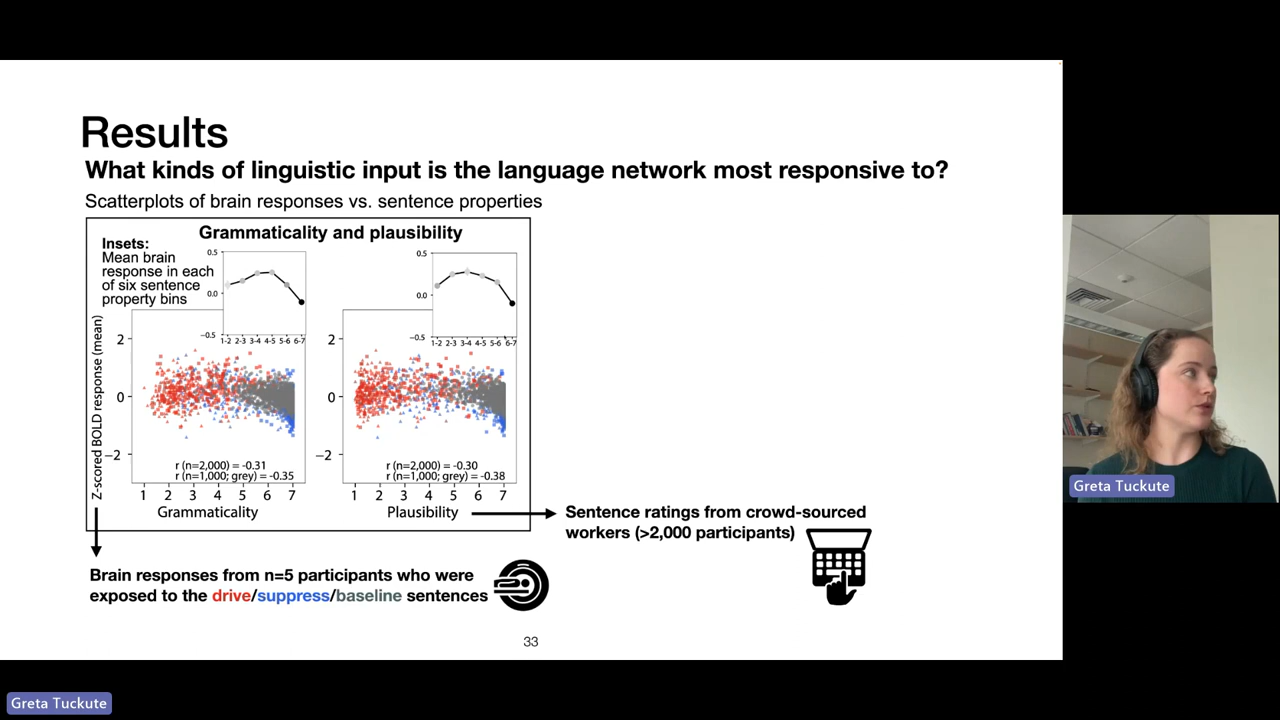 Results
What kinds of linguistic input is the language network most responsive to?
Scatterplots of brain responses vs. sentence properties
Grammaticality and plausibility
Insets:
Mean brain
response in each
of six sentence
property bins
0.5
0.0
−0.5
1-2 2-3 3-4 4-5 5-6 6-7
0.5
0.0
−0.5
1-2 2-3 3-4 4-5 5-6 6-7
Z-scored BOLD response (mean)
2
0
−2
r (n=2,000) = -0.31
r (n=1,000; grey) = -0.35
1 2 3 4 5 6 7
Grammaticality
2
0
−2
r (n=2,000) = -0.30
r (n=1,000; grey) = -0.38
1 2 3 4 5 6 7
Plausibility
Sentence ratings from crowd-sourced
workers (>2,000 participants)
Brain responses from n=5 participants who were
exposed to the drive/suppress/baseline sentences
33
Greta Tuckute
Greta Tuckute